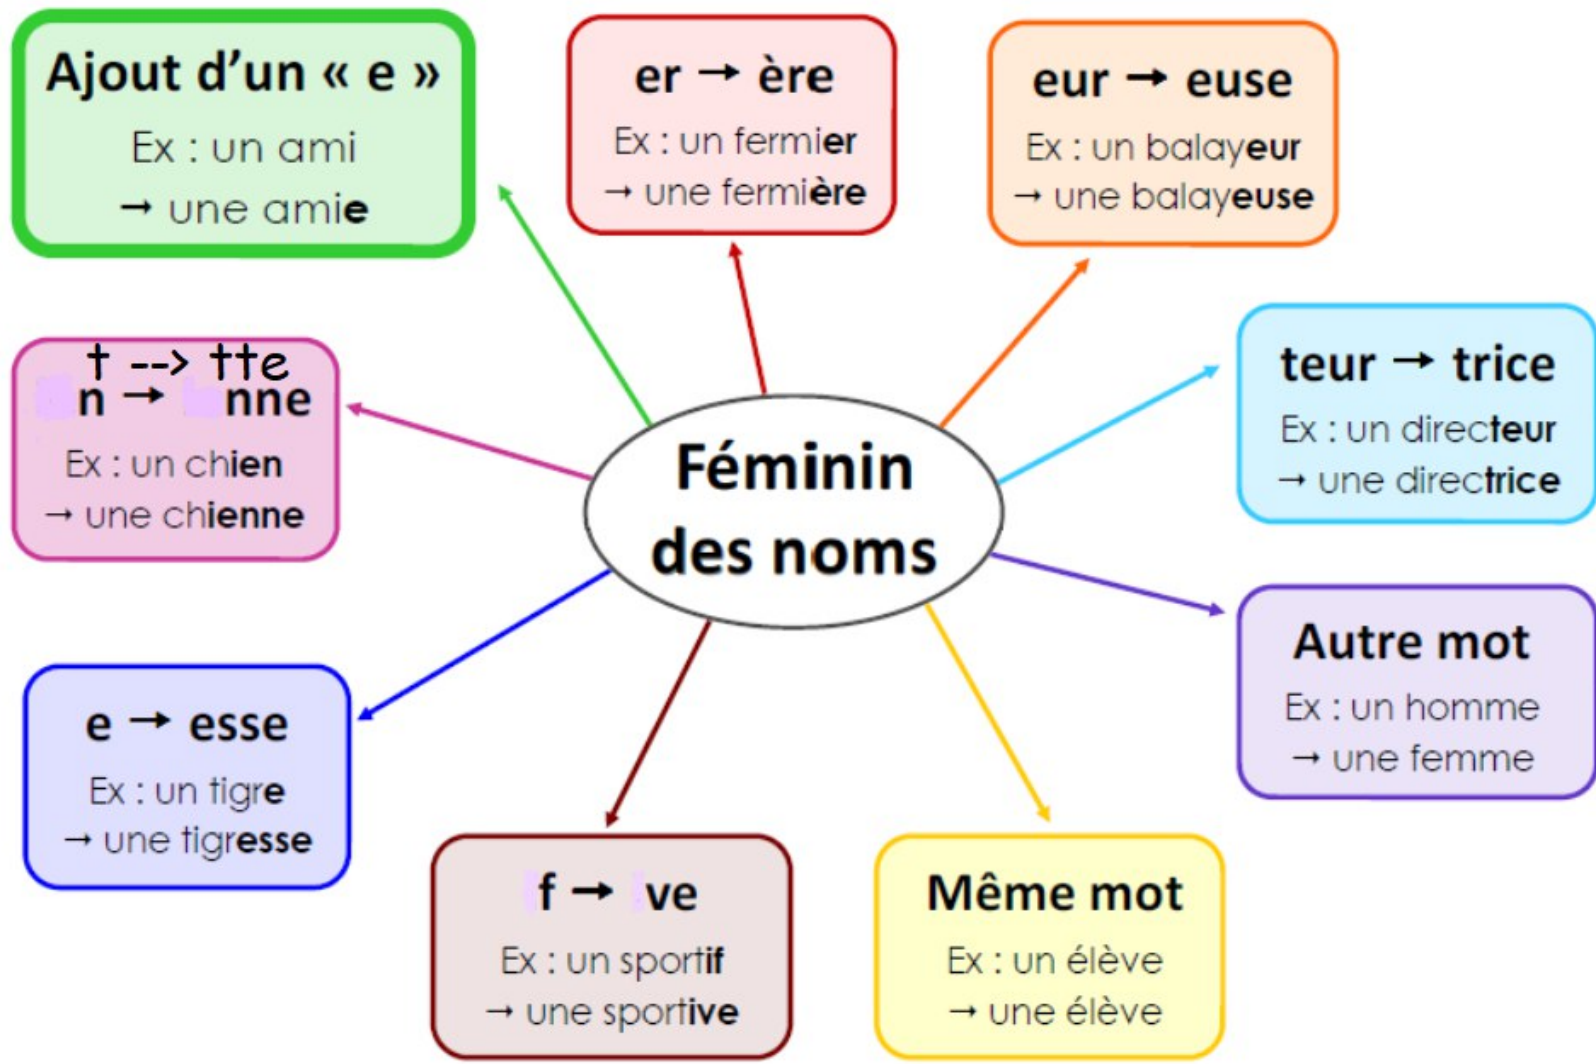 Ajout d'un « e »
Ex : un ami
→ une amie
er → ère
Ex : un fermier
→ une fermière
eur → euse
Ex : un balayeur
→ une balayeuse
t --> tte
n → nne
Ex : un chien
→ une chienne
Féminin
des noms
teur → trice
Ex : un directeur
→ une directrice
Autre mot
Ex : un homme
→ une femme
e → esse
Ex : un tigre
→ une tigresse
f → ve
Ex : un sportif
→ une sportive
Même mot
Ex : un élève
→ une élève